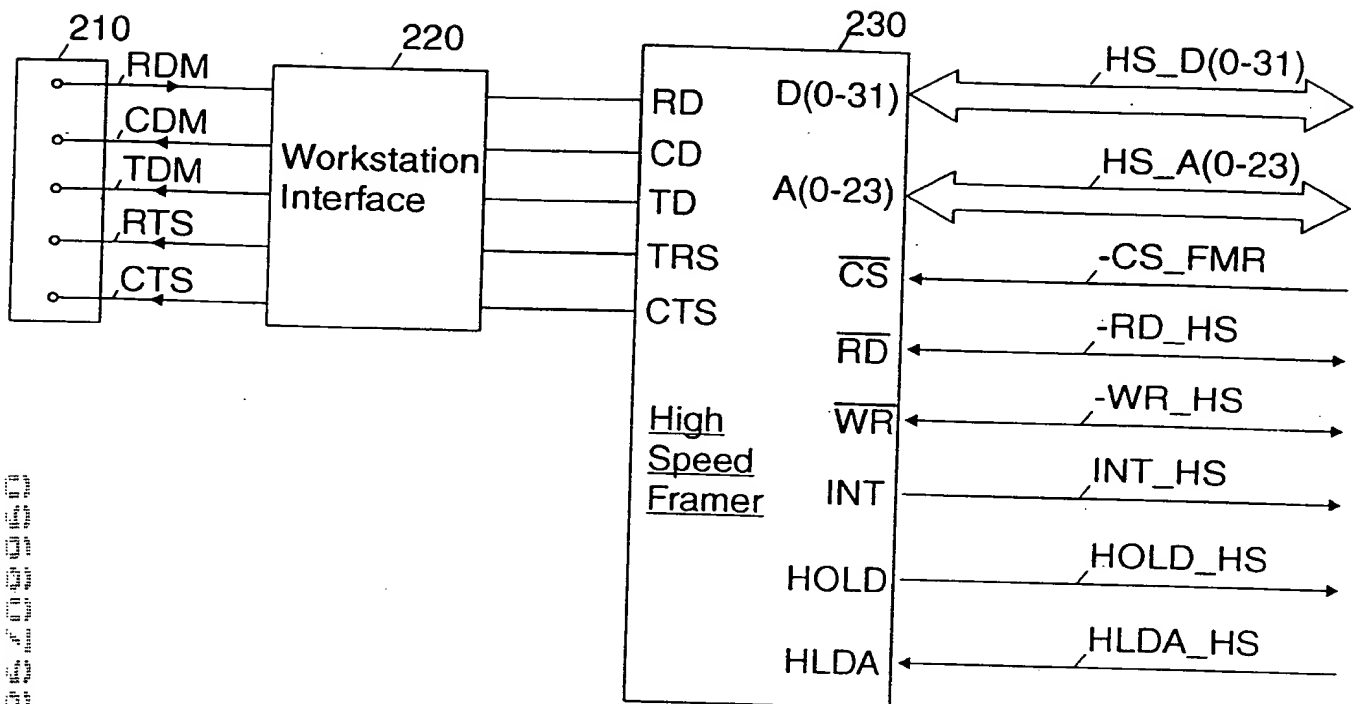 210
220
230
RDM
CDM
TDM
RTS
CTS
Workstation
Interface
RD
CD
TD
TRS
CTS
High
Speed
Framer
D(0-31)
A(0-23)
CS
RD
WR
INT
HOLD
HLDA
HS_D(0-31)
HS_A(0-23)
-CS_FMR
-RD_HS
-WR_HS
INT_HS
HOLD_HS
HLDA_HS